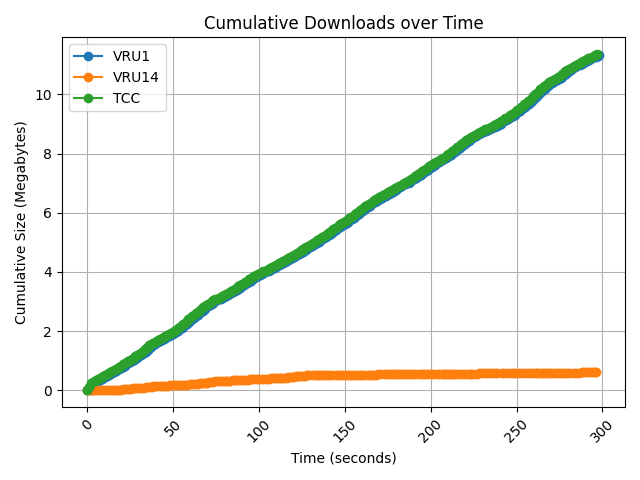 Cumulative Downloads over Time
VRU1
VRU14
TCC
Cumulative Size (Megabytes)
10
8
6
4
2
0
0 50 100 150 200 250 300
Time (seconds)